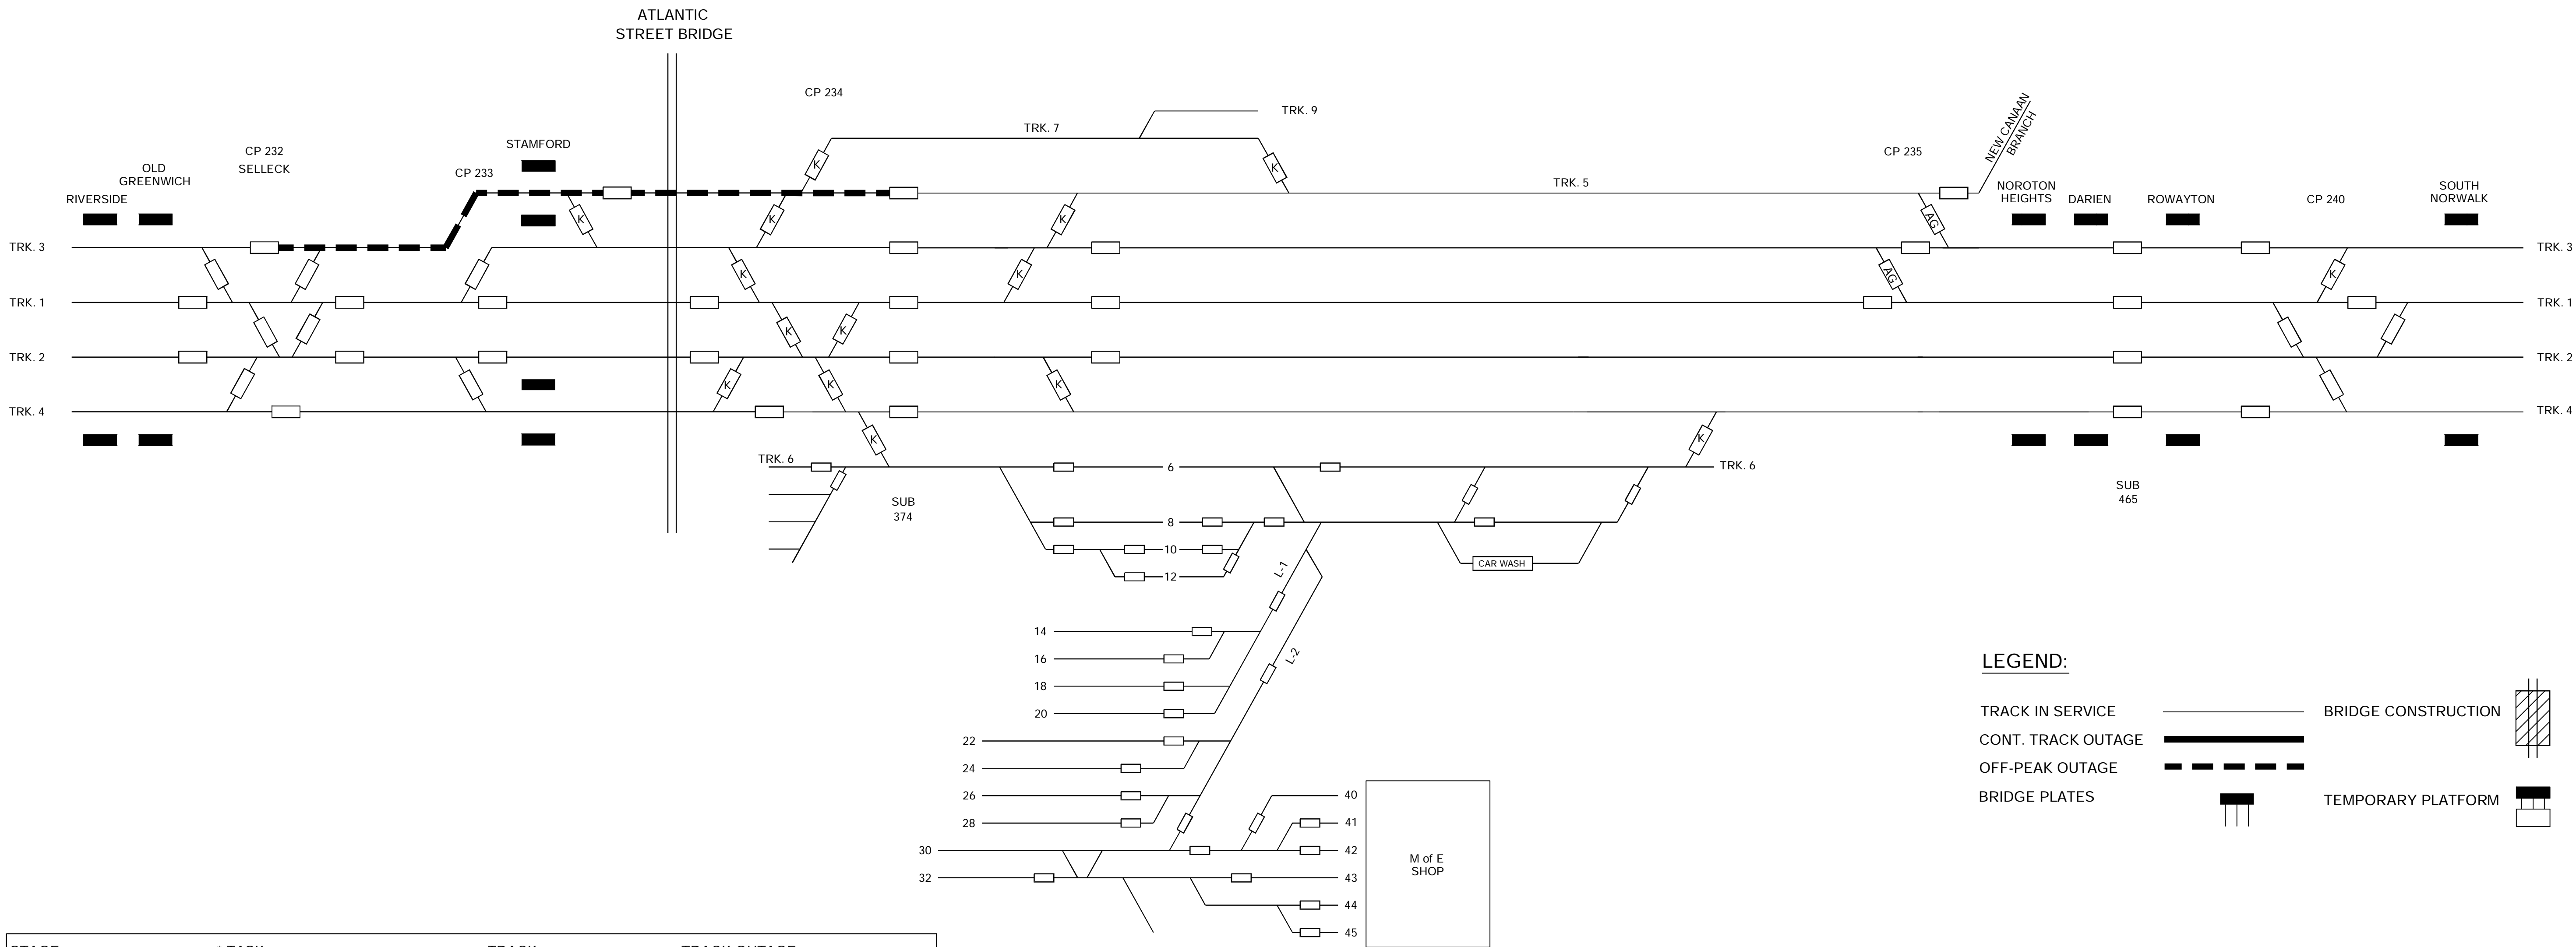 ATLANTIC
STREET BRIDGE
CP 234
TRK. 9
TRK. 7
NEW CANAAN
BRANCH
STAMFORD
CP 232
SELLECK
CP 235
OLD
GREENWICH
CP 233
TRK. 5
RIVERSIDE
NOROTON
HEIGHTS
DARIEN
ROWAYTON
CP 240
SOUTH
NORWALK
K
K
K
K
K
AG
TRK. 3
TRK. 3
K
K
AG
K
TRK. 1
TRK. 1
K
K
TRK. 2
TRK. 2
K
K
K
TRK. 4
TRK. 4
K
K
TRK. 6
6
TRK. 6
SUB
374
SUB
465
8
10
CAR WASH
12
L-1
14
16
L-2
18
20
22
24
26
28
30
32
40
41
42
43
44
45
M of E
SHOP
LEGEND:
TRACK IN SERVICE
BRIDGE CONSTRUCTION
CONT. TRACK OUTAGE
OFF-PEAK OUTAGE
BRIDGE PLATES
TEMPORARY PLATFORM